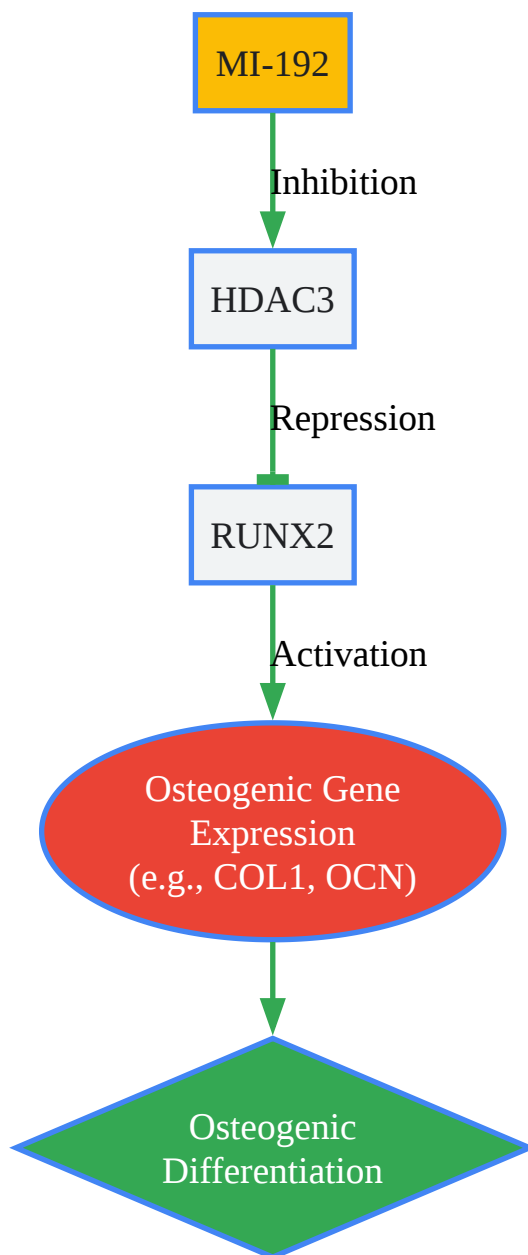 MI-192
Inhibition
HDAC3
Repression
RUNX2
Activation
Osteogenic Gene
Expression
(e.g., COL1, OCN)
Osteogenic
Differentiation